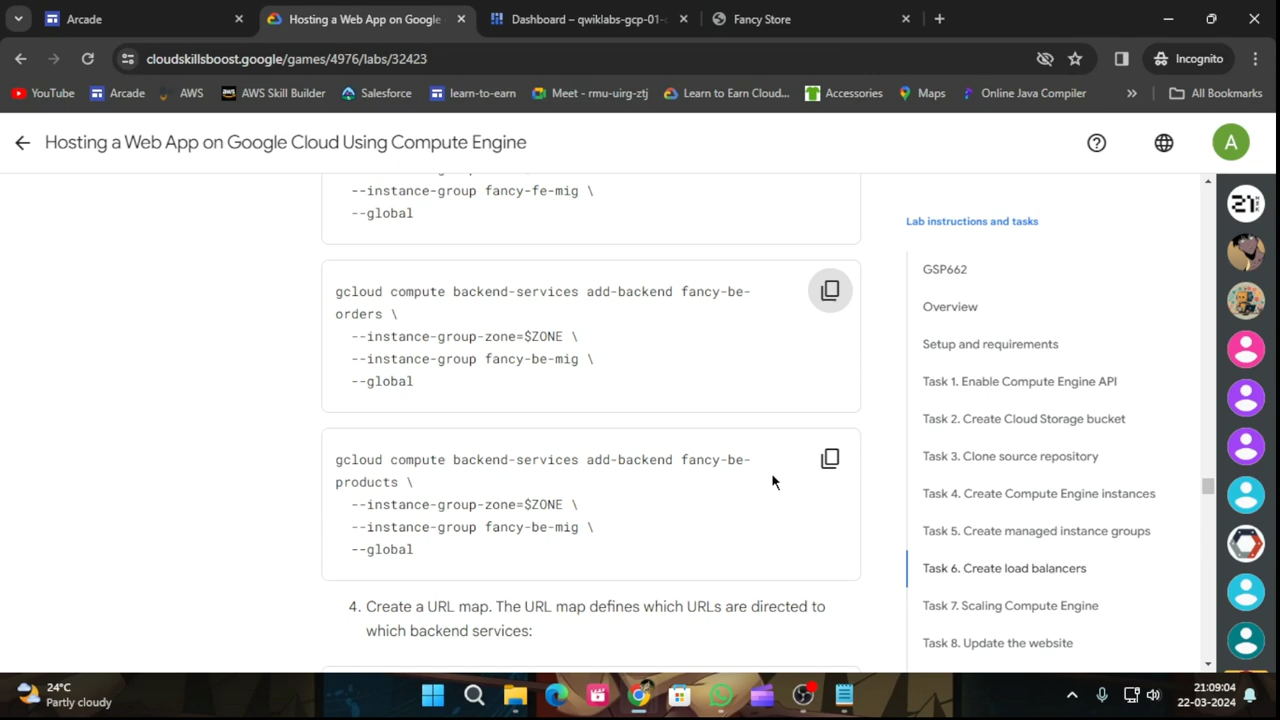 Arcade
Hosting a Web App on Google
Dashboard – qwiklabs-gcp-01-
Fancy Store
cloudskillsboost.google/games/4976/labs/32423
Incognito
YouTube
Arcade
AWS
AWS Skill Builder
Salesforce
learn-to-earn
Meet - rmu-uirg-ztj
Learn to Earn Cloud...
Accessories
Maps
Online Java Compiler
All Bookmarks
Hosting a Web App on Google Cloud Using Compute Engine
A
--instance-group fancy-fe-mig \
--global
gcloud compute backend-services add-backend fancy-be-
orders \
--instance-group-zone=$ZONE \
--instance-group fancy-be-mig \
--global
gcloud compute backend-services add-backend fancy-be-
products \
--instance-group-zone=$ZONE \
--instance-group fancy-be-mig \
--global
4. Create a URL map. The URL map defines which URLs are directed to
which backend services:
Lab instructions and tasks
GSP662
Overview
Setup and requirements
Task 1. Enable Compute Engine API
Task 2. Create Cloud Storage bucket
Task 3. Clone source repository
Task 4. Create Compute Engine instances
Task 5. Create managed instance groups
Task 6. Create load balancers
Task 7. Scaling Compute Engine
Task 8. Update the website
24°C
Partly cloudy
21:09:04
22-03-2024